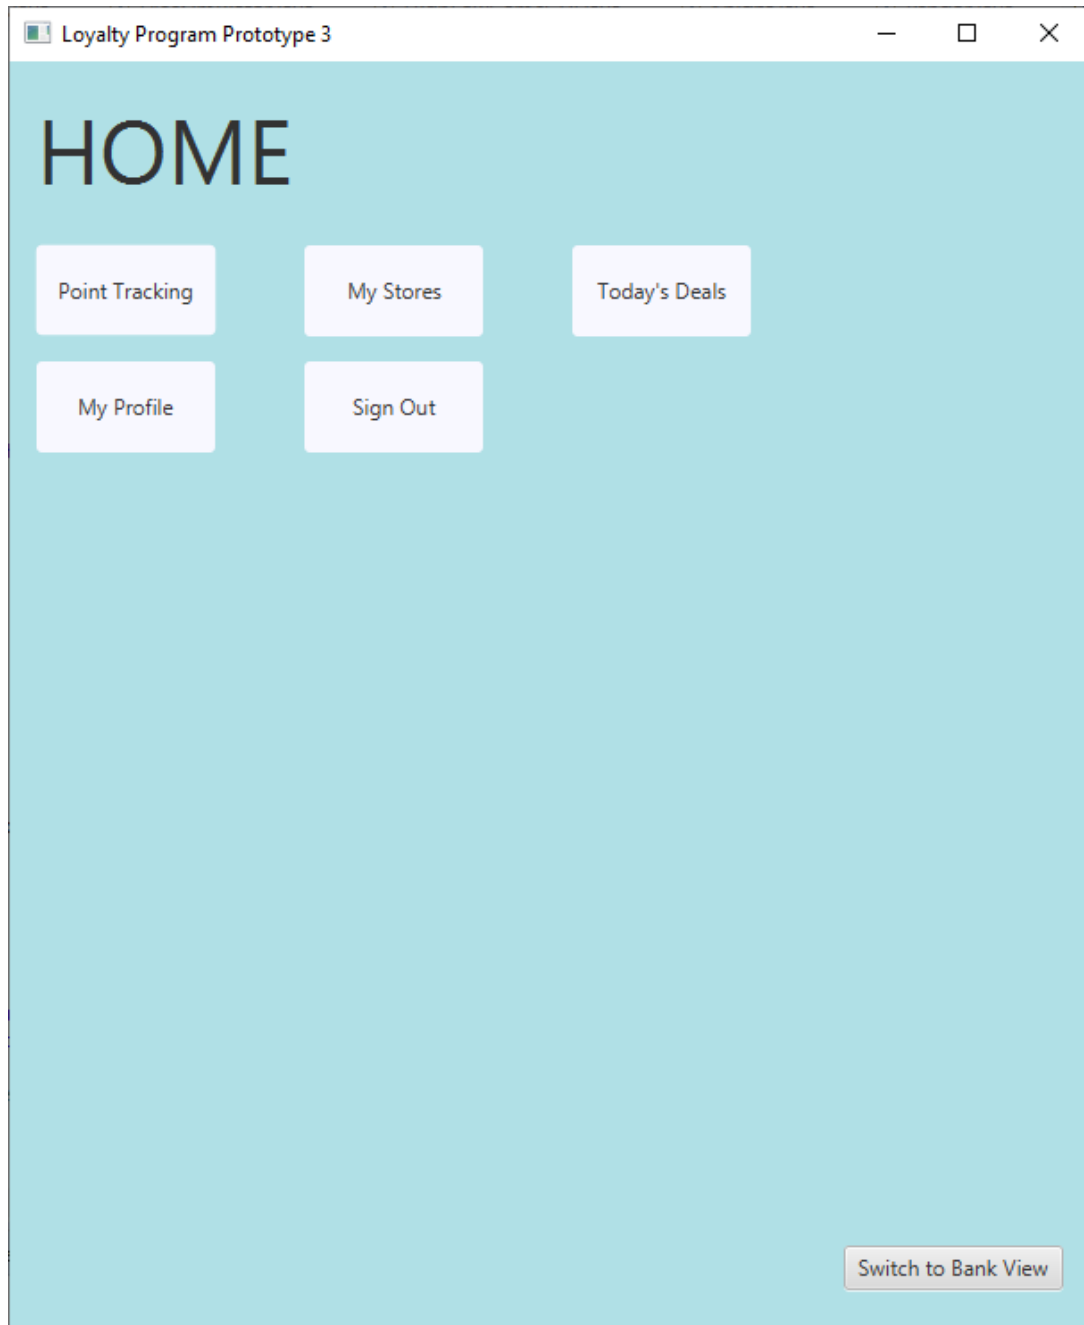 Loyalty Program Prototype 3
HOME
Point Tracking
My Stores
Today's Deals
My Profile
Sign Out
Switch to Bank View